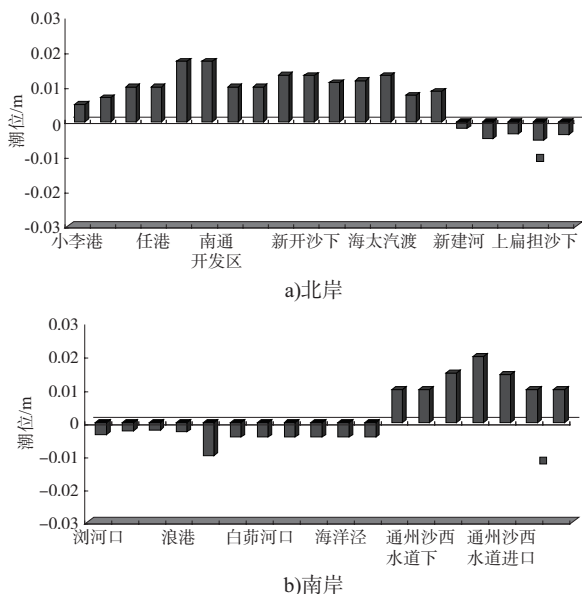 0.03
0.02
0.01
0
-0.01
-0.02
-0.03
潮位/m
小李港 任港 南通 新开沙下 海太汽渡 新建河 上扁担沙下
开发区
a)北岸
0.03
0.02
0.01
0
–0.01
–0.02
–0.03
潮位/m
浏河口 浪港 白茆河口 海洋泾 通州沙西 通州沙西
水道下 水道进口
b)南岸